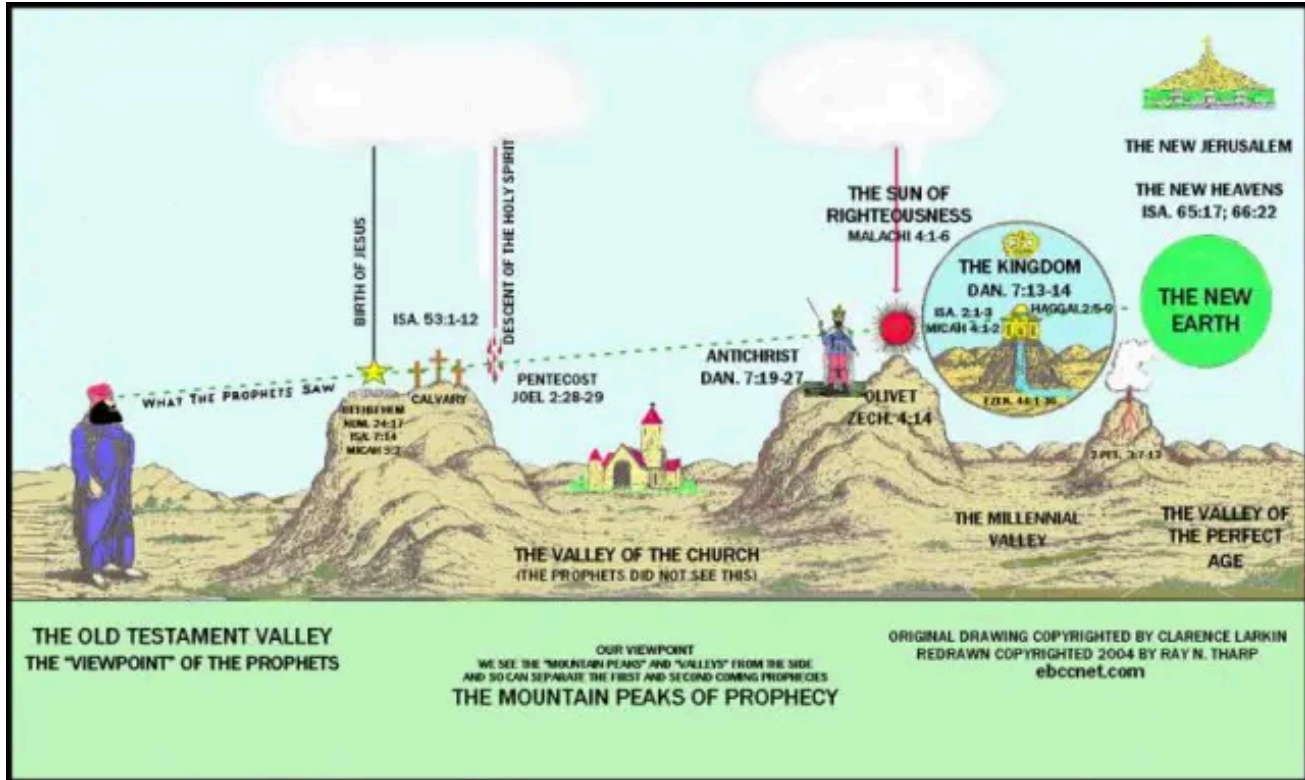 THE NEW JERUSALEM
THE NEW HEAVENS
ISA. 65:17; 66:22
THE NEW
EARTH
THE SUN OF
RIGHTEOUSNESS
MALACHI 4:1-6
THE KINGDOM
DAN. 7:13-14
ISA. 2:1-3
MICAH 4:1-2
HAGGAI 2:5-9
BIRTH OF JESUS
ISA. 53:1-12
DESCENT OF THE HOLY SPIRIT
WHAT THE PROPHETS SAW
BETHLEHEM
NUM. 24:17
ISA. 7:14
MICAH 5:2
CALVARY
PENTECOST
JOEL 2:28-29
ANTICHRIST
DAN. 7:19-27
OLIVET
ZECH. 4:14
2 PET. 3:7-13
THE VALLEY OF THE CHURCH
(THE PROPHETS DID NOT SEE THIS)
THE MILLENNIAL
VALLEY
THE VALLEY OF
THE PERFECT
AGE
THE OLD TESTAMENT VALLEY
THE "VIEWPOINT" OF THE PROPHETS
OUR VIEWPOINT
WE SEE THE "MOUNTAIN PEAKS" AND "VALLEYS" FROM THE SIDE
AND SO CAN SEPARATE THE FIRST AND SECOND COMING PROPHECIES
THE MOUNTAIN PEAKS OF PROPHECY
ORIGINAL DRAWING COPYRIGHTED BY CLARENCE LARKIN
REDRAWN COPYRIGHTED 2004 BY RAY N. THARP
ebccnet.com